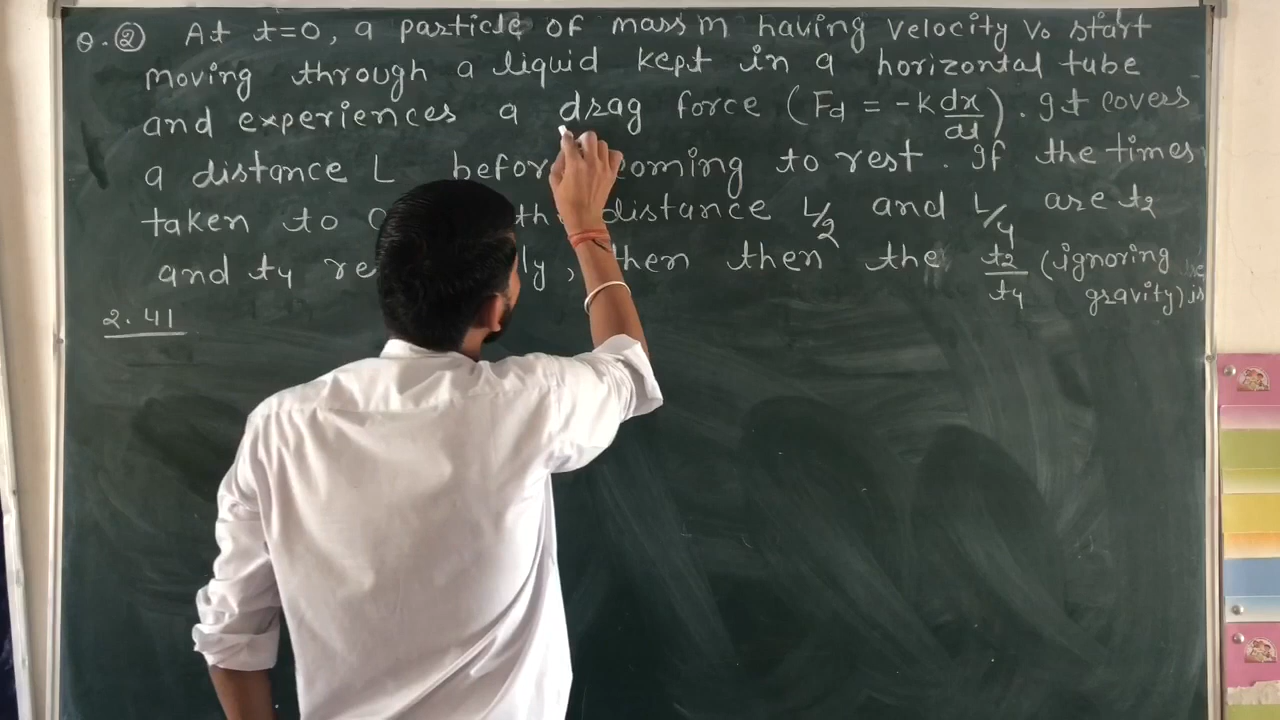 Q.② At t=0, a particle of mass m having velocity V₀ start
moving through a liquid kept in a horizontal tube
and experiences a drag force (Fd = -k dx/dt). It covers
a distance L before coming to rest. If the times
taken to distance L/2 and L/4 are t2
and t4 then then the t2/t4 (ignoring
gravity) is
2.41